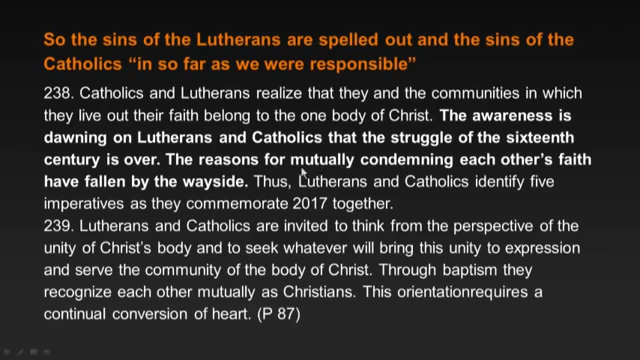 So the sins of the Lutherans are spelled out and the sins of the
Catholics “in so far as we were responsible”
238. Catholics and Lutherans realize that they and the communities in which
they live out their faith belong to the one body of Christ. The awareness is
dawning on Lutherans and Catholics that the struggle of the sixteenth
century is over. The reasons for mutually condemning each other’s faith
have fallen by the wayside. Thus, Lutherans and Catholics identify five
imperatives as they commemorate 2017 together.
239. Lutherans and Catholics are invited to think from the perspective of the
unity of Christ’s body and to seek whatever will bring this unity to expression
and serve the community of the body of Christ. Through baptism they
recognize each other mutually as Christians. This orientationrequires a
continual conversion of heart. (P 87)